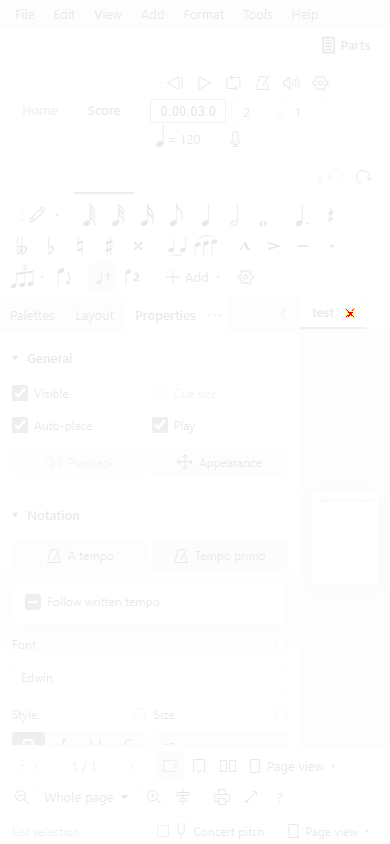 File Edit View Add Format Tools Help
Parts
Home Score
0:00:03.0 2 . 1
= 120
Add
Palettes Layout Properties test
General
Visible Cue size
Auto-place Play
Playback Appearance
Notation
A tempo Tempo primo
Follow written tempo
Font
Edwin
Style Size
1 / 1 Page view
Whole page ?
List selection Concert pitch Page view